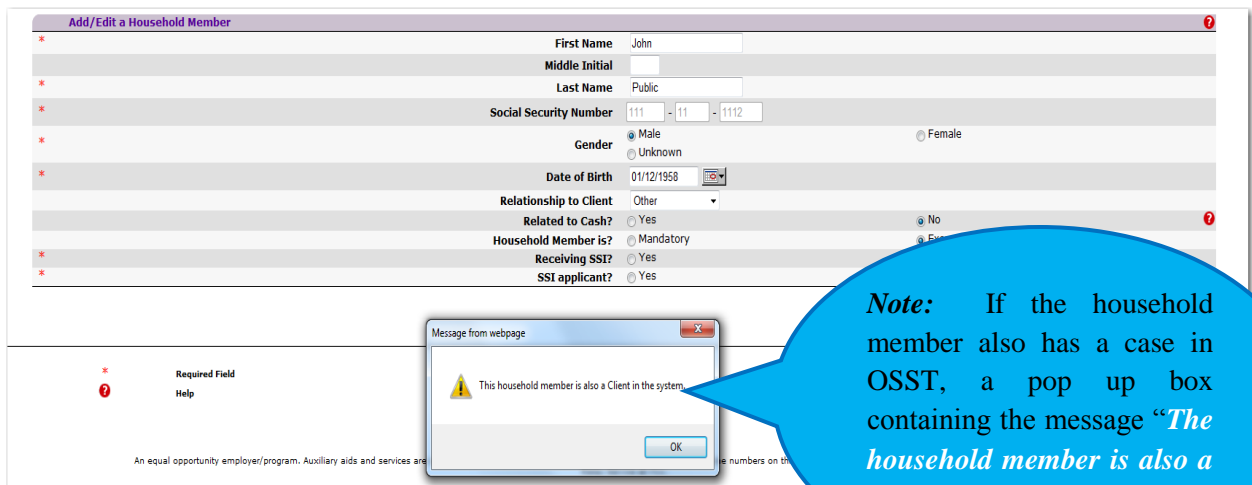 Add/Edit a Household Member ?
* First Name John
Middle Initial
* Last Name Public
* Social Security Number 111 - 11 - 1112
* Gender Male Female
Unknown
* Date of Birth 01/12/1958
Relationship to Client Other
Related to Cash? Yes No ?
Household Member is? Mandatory
* Receiving SSI? Yes
* SSI applicant? Yes
Message from webpage X
This household member is also a Client in the system.
OK
* Required Field
? Help
An equal opportunity employer/program. Auxiliary aids and services are
numbers on
Note: If the household
member also has a case in
OSST, a pop up box
containing the message “The
household member is also a